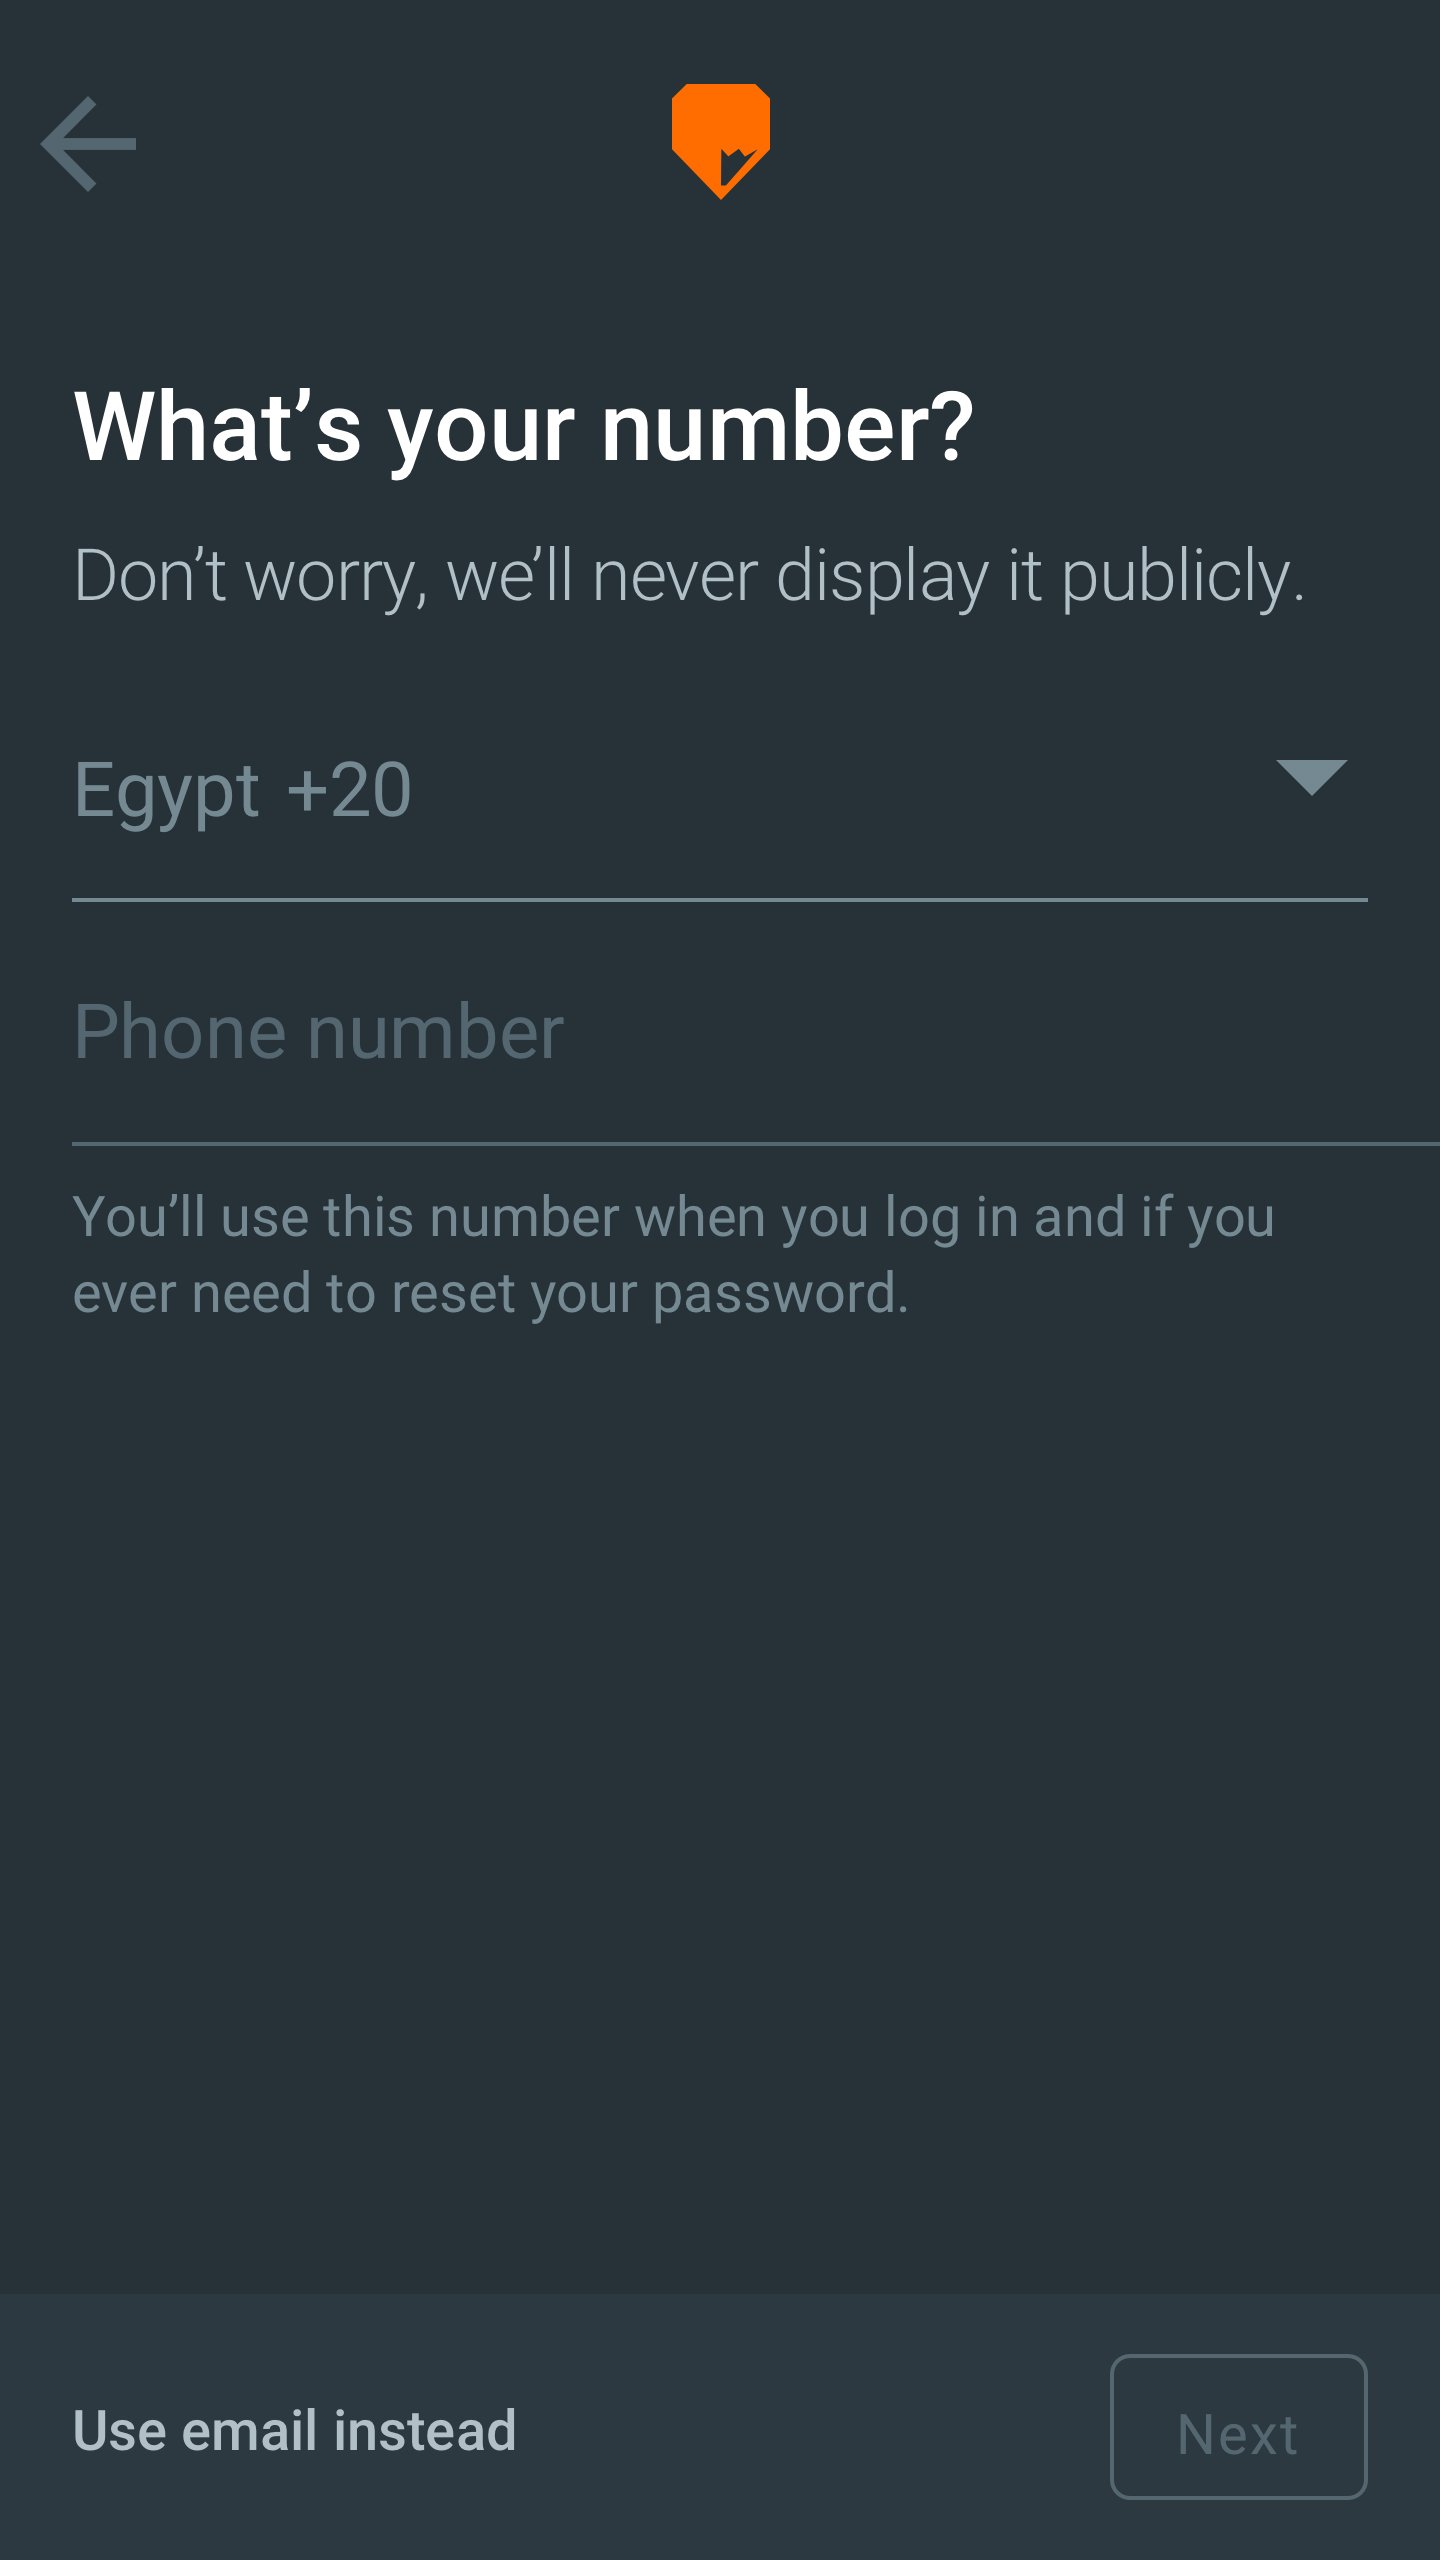 What’s your number?
Don’t worry, we’ll never display it publicly.
Egypt +20
Phone number
You’ll use this number when you log in and if you
ever need to reset your password.
Use email instead
Next